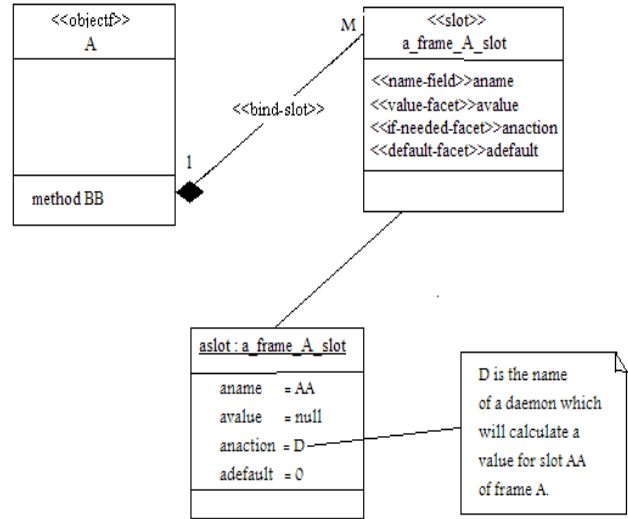 <<objectf>>
A
method BB
1
<<bind-slot>>
M
<<slot>>
a_frame_A_slot
<<name-field>>aname
<<value-facet>>avalue
<<if-needed-facet>>anaction
<<default-facet>>adefault
aslot : a_frame_A_slot
aname = AA
avalue = null
anaction = D
adefault = 0
D is the name
of a daemon which
will calculate a
value for slot AA
of frame A.